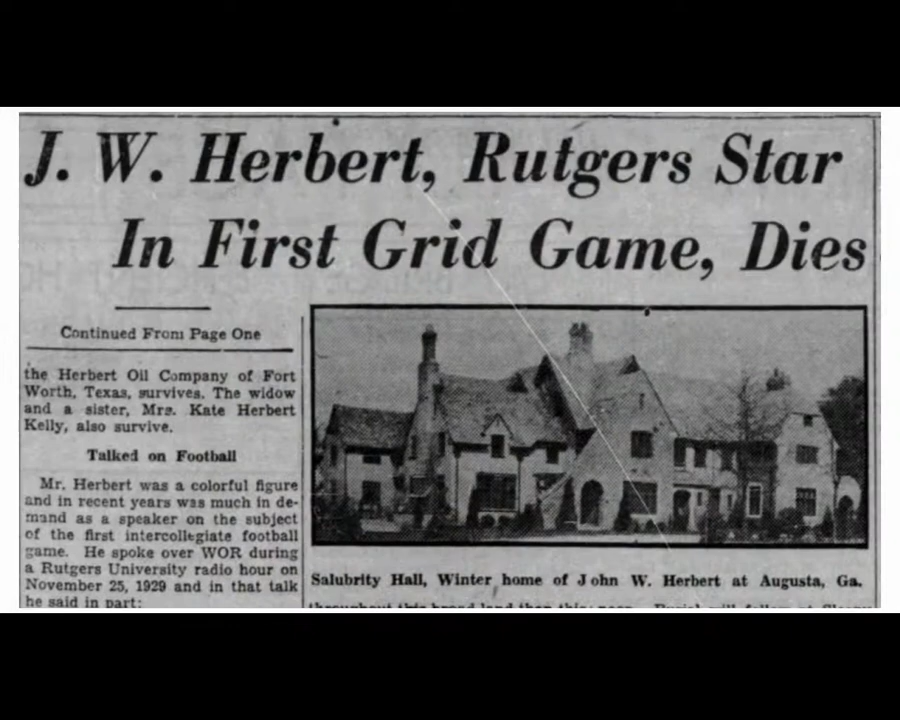 J. W. Herbert, Rutgers Star
In First Grid Game, Dies
Continued From Page One
the Herbert Oil Company of Fort
Worth, Texas, survives. The widow
and a sister, Mrs. Kate Herbert
Kelly, also survive.
Talked on Football
Mr. Herbert was a colorful figure
and in recent years was much in de-
mand as a speaker on the subject
of the first intercollegiate football
game. He spoke over WOR during
a Rutgers University radio hour on
November 25, 1929 and in that talk
he said in part:
Salubrity Hall, Winter home of John W. Herbert at Augusta, Ga.